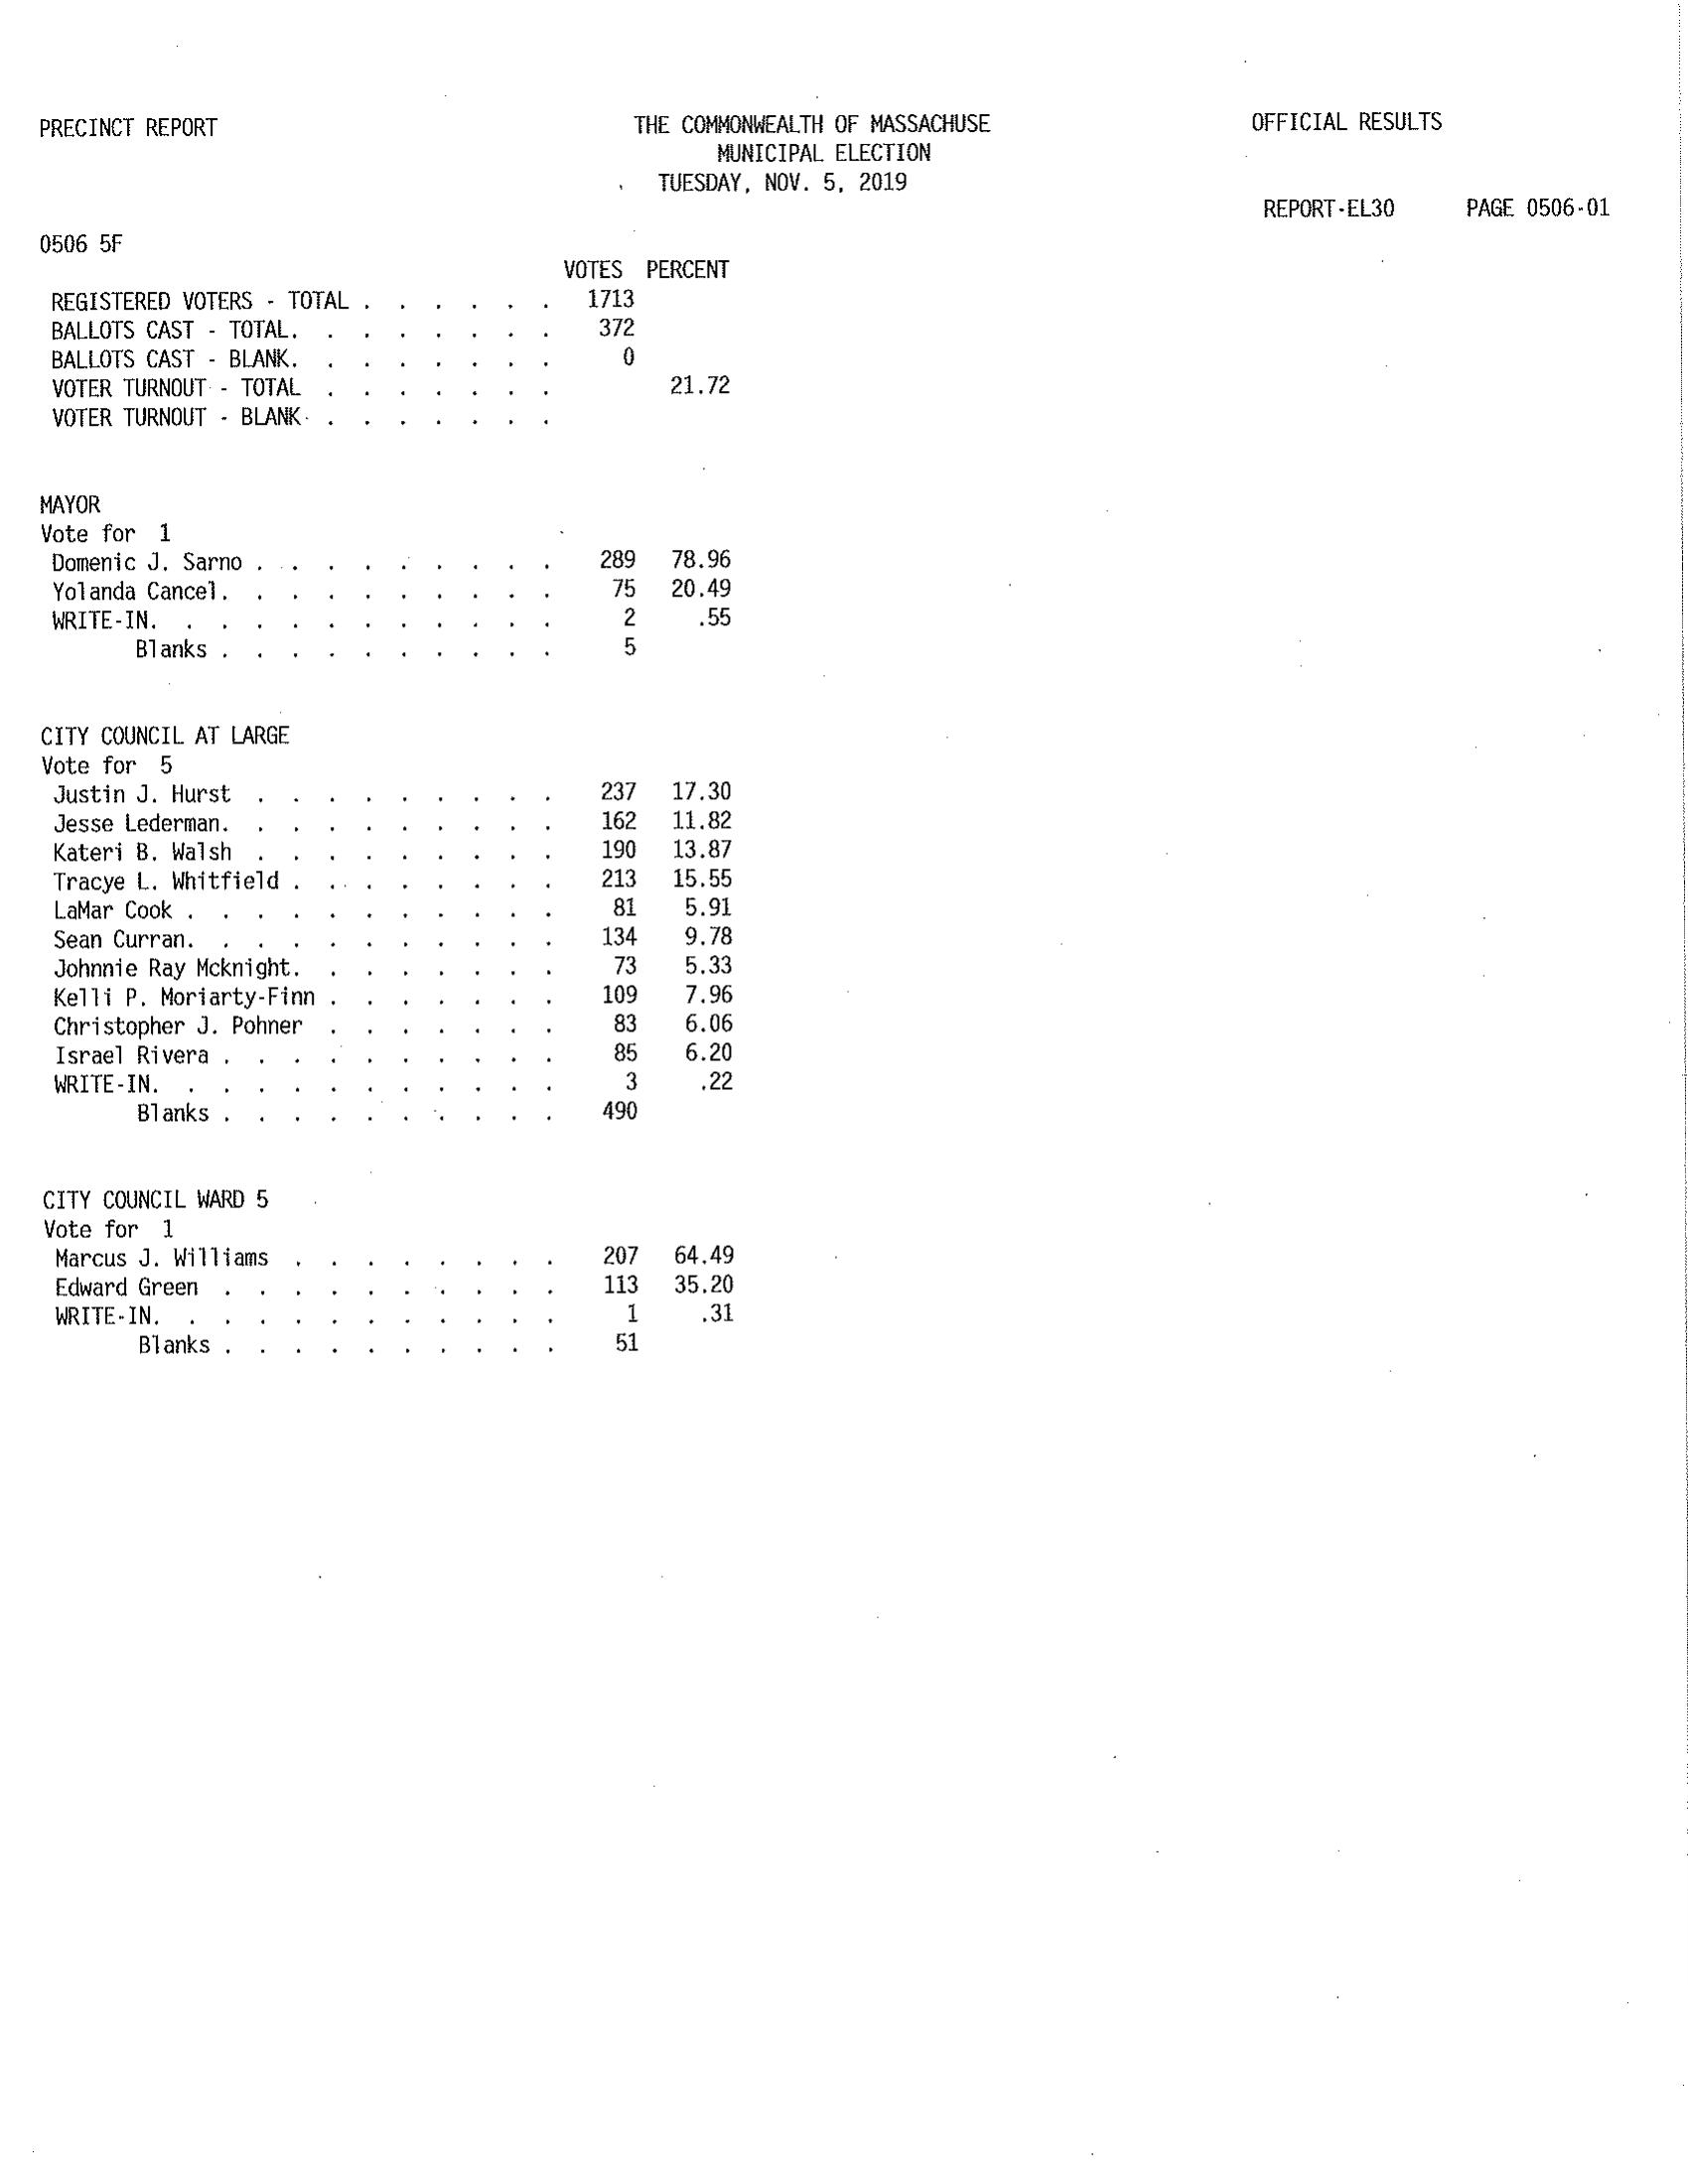 PRECINCT REPORT THE COMMONWEALTH OF MASSACHUSE OFFICIAL RESULTS
MUNICIPAL ELECTION
TUESDAY, NOV. 5, 2019
REPORT-EL30 PAGE 0506-01
0506 5F
VOTES PERCENT
REGISTERED VOTERS - TOTAL . . . . . . 1713
BALLOTS CAST - TOTAL. . . . . . . . 372
BALLOTS CAST - BLANK. . . . . . . . 0
VOTER TURNOUT - TOTAL . . . . . . . 21.72
VOTER TURNOUT - BLANK . . . . . . .
MAYOR
Vote for 1
Domenic J. Sarno . . . . . . . . . 289 78.96
Yolanda Cancel. . . . . . . . . . 75 20.49
WRITE-IN. . . . . . . . . . . . 2 .55
Blanks . . . . . . . . . . 5
CITY COUNCIL AT LARGE
Vote for 5
Justin J. Hurst . . . . . . . . . 237 17.30
Jesse Lederman. . . . . . . . . . 162 11.82
Kateri B. Walsh . . . . . . . . . 190 13.87
Tracye L. Whitfield . . . . . . . . 213 15.55
LaMar Cook . . . . . . . . . . . 81 5.91
Sean Curran. . . . . . . . . . . 134 9.78
Johnnie Ray Mcknight. . . . . . . . 73 5.33
Kelli P. Moriarty-Finn . . . . . . . 109 7.96
Christopher J. Pohner . . . . . . . 83 6.06
Israel Rivera . . . . . . . . . . 85 6.20
WRITE-IN. . . . . . . . . . . . 3 .22
Blanks . . . . . . . . . . 490
CITY COUNCIL WARD 5
Vote for 1
Marcus J. Williams . . . . . . . . 207 64.49
Edward Green . . . . . . . . . . 113 35.20
WRITE-IN. . . . . . . . . . . . 1 .31
Blanks . . . . . . . . . . 51